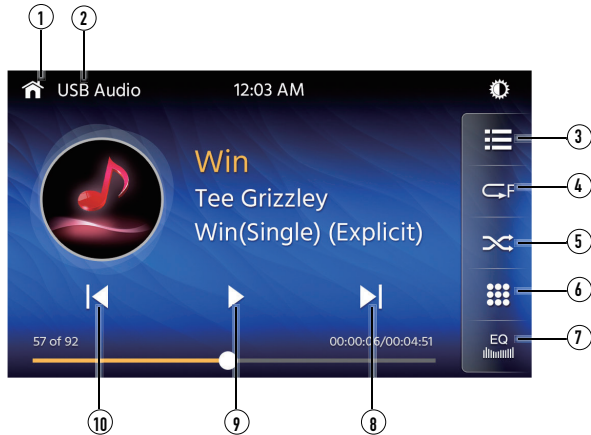 1 2
USB Audio 12:03 AM
Win
Tee Grizzley
Win(Single) (Explicit)
3
F 4
5
6
EQ 7
57 of 92 00:00:06/00:04:51
10 9 8